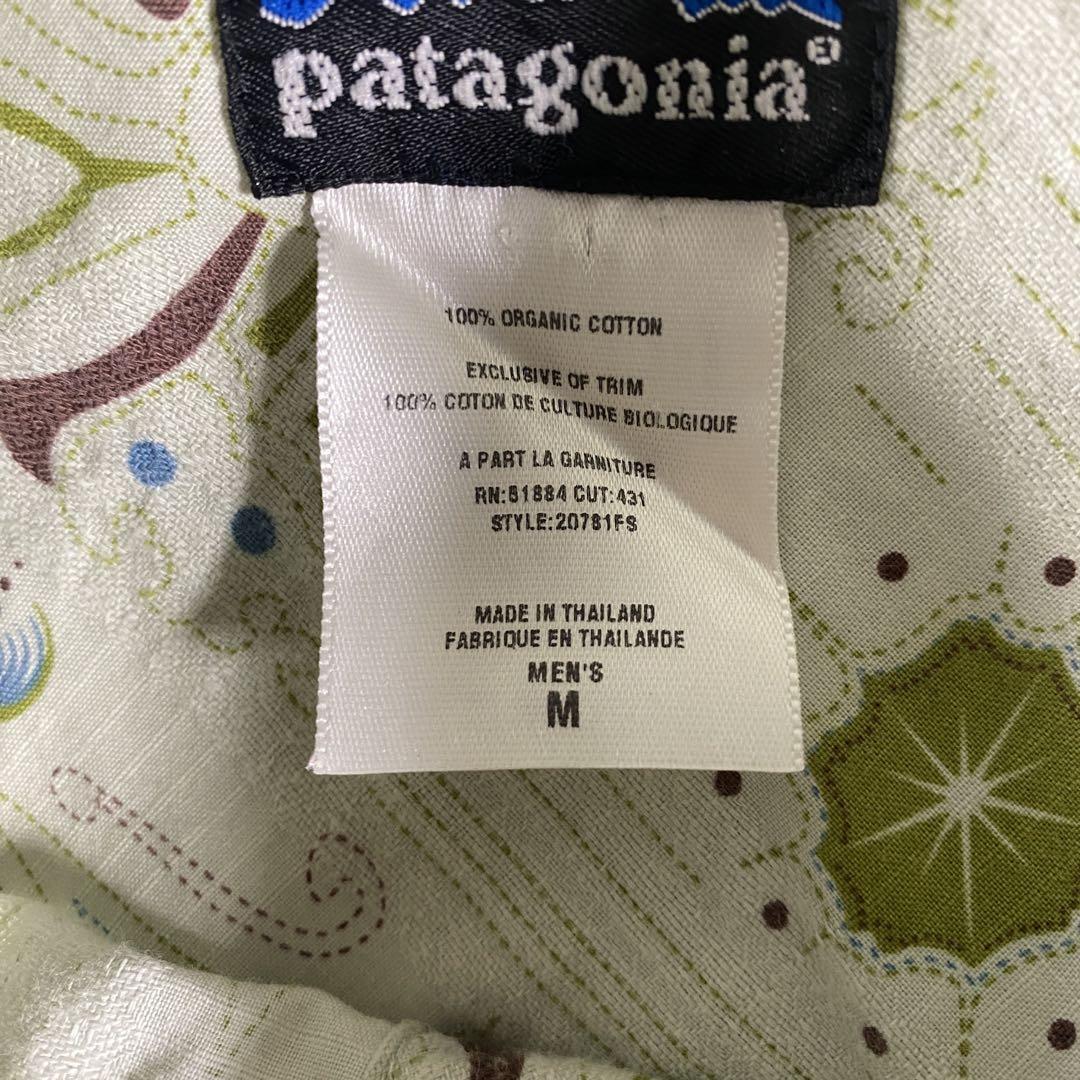 patagonia®
100% ORGANIC COTTON
EXCLUSIVE OF TRIM
100% COTON DE CULTURE BIOLOGIQUE
A PART LA GARNITURE
RN:51884 CUT:431
STYLE:20781FS
MADE IN THAILAND
FABRIQUE EN THAILANDE
MEN'S
M